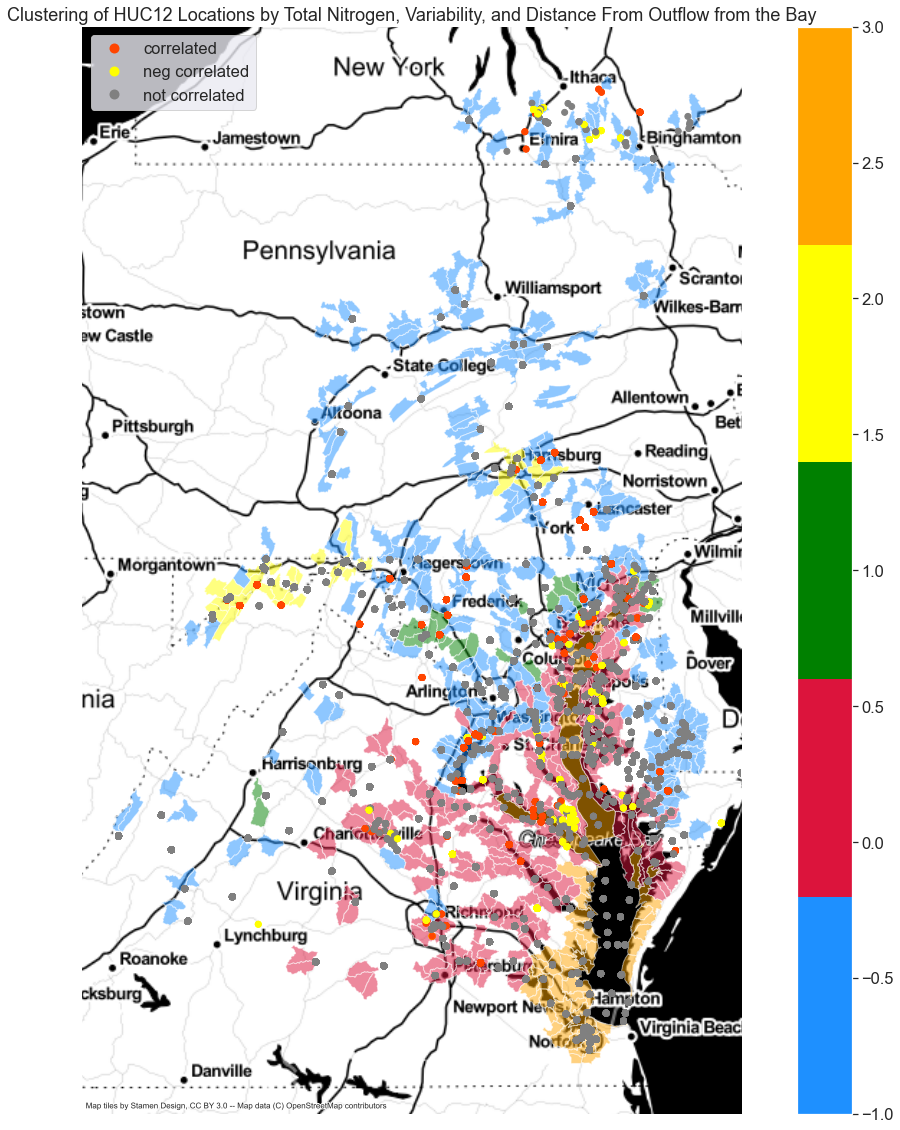 Clustering of HUC12 Locations by Total Nitrogen, Variability, and Distance From Outflow from the Bay
correlated
neg correlated
not correlated
New York
Ithaca
Erie
Jamestown
Elmira
Binghamton
Pennsylvania
Scranton
Williamsport
Wilkes-Barr
stown
ew Castle
State College
Allentown
Altoona
Bet
Pittsburgh
Harrisburg
Reading
Norristown
Lancaster
York
Morgantown
Hagerstown
Wilmin
Frederick
Millville
Columbia
Dover
nia
Arlington
Washington
St. Charles
Harrisonburg
Charlottesville
Chesapeake Bay
Virginia
Richmond
Lynchburg
Roanoke
Petersburg
cksburg
Newport News
Hampton
Virginia Beac
Norfolk
Danville
Map tiles by Stamen Design, CC BY 3.0 -- Map data (C) OpenStreetMap contributors
3.0
2.5
2.0
1.5
1.0
0.5
0.0
−0.5
−1.0